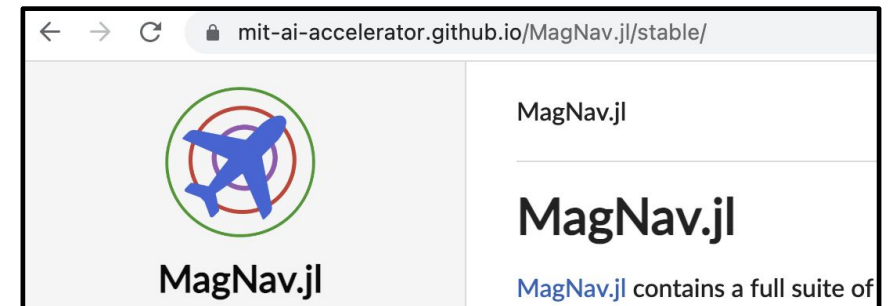 mit-ai-accelerator.github.io/MagNav.jl/stable/
MagNav.jl
MagNav.jl
MagNav.jl
MagNav.jl contains a full suite of